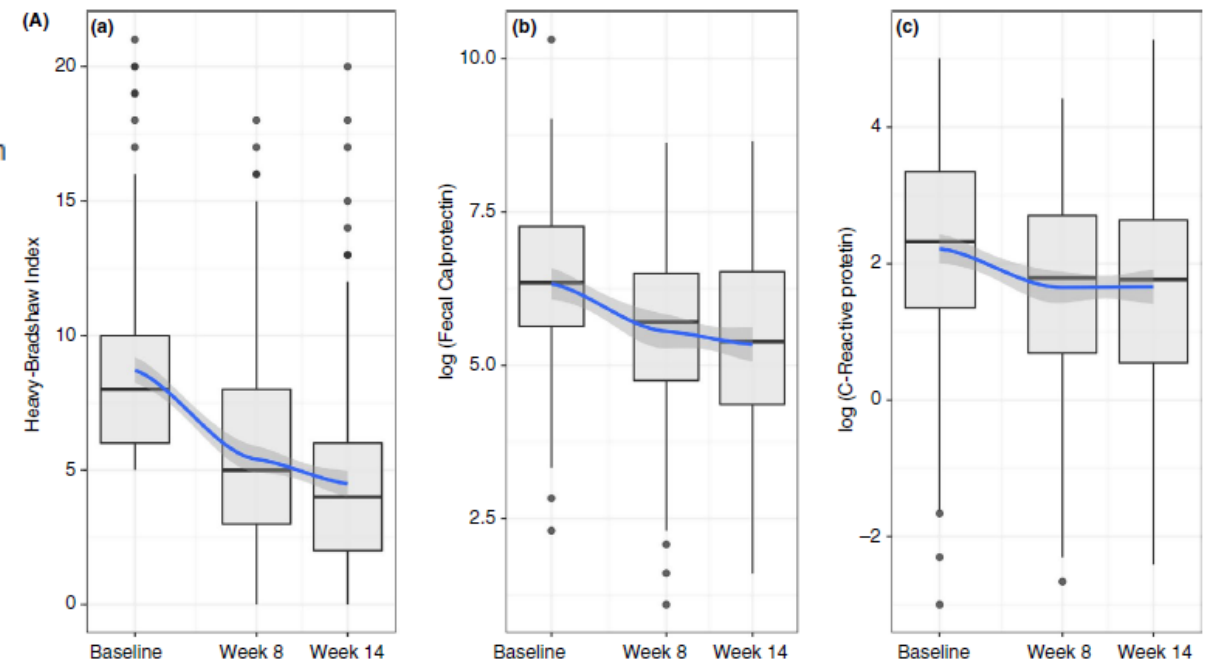 (A)
(a)
Heavy-Bradshaw Index
20
15
10
5
0
Baseline
Week 8
Week 14
(b)
log (Fecal Calprotectin)
10.0
7.5
5.0
2.5
Baseline
Week 8
Week 14
(c)
log (C-Reactive protetin)
4
2
0
−2
Baseline
Week 8
Week 14